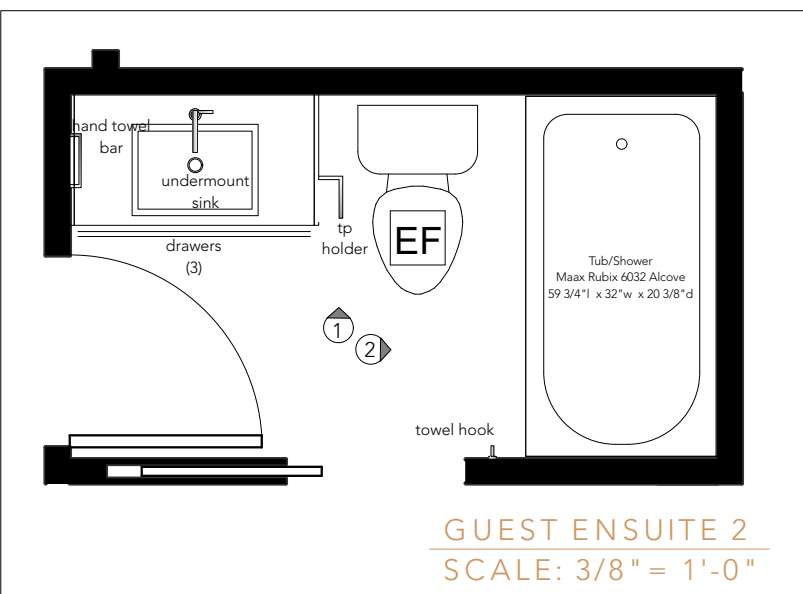 hand towel
bar
undermount
sink
drawers
(3)
tp
holder
EF
Tub/Shower
Maax Rubix 6032 Alcove
59 3/4"l x 32"w x 20 3/8"d
1
2
towel hook
GUEST ENSUITE 2
SCALE: 3/8"= 1'-0"